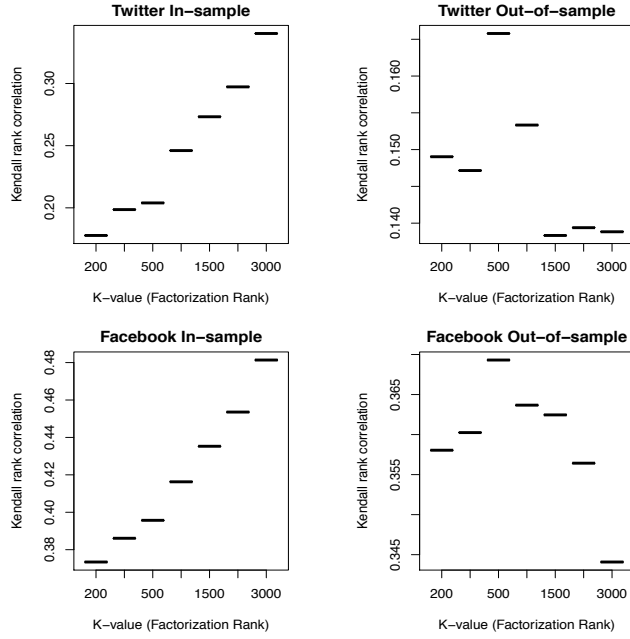 Twitter In−sample
Kendall rank correlation
0.30
0.25
0.20
200 500 1500 3000
K−value (Factorization Rank)
Twitter Out−of−sample
Kendall rank correlation
0.160
0.150
0.140
200 500 1500 3000
K−value (Factorization Rank)
Facebook In−sample
Kendall rank correlation
0.48
0.46
0.44
0.42
0.40
0.38
200 500 1500 3000
K−value (Factorization Rank)
Facebook Out−of−sample
Kendall rank correlation
0.365
0.355
0.345
200 500 1500 3000
K−value (Factorization Rank)